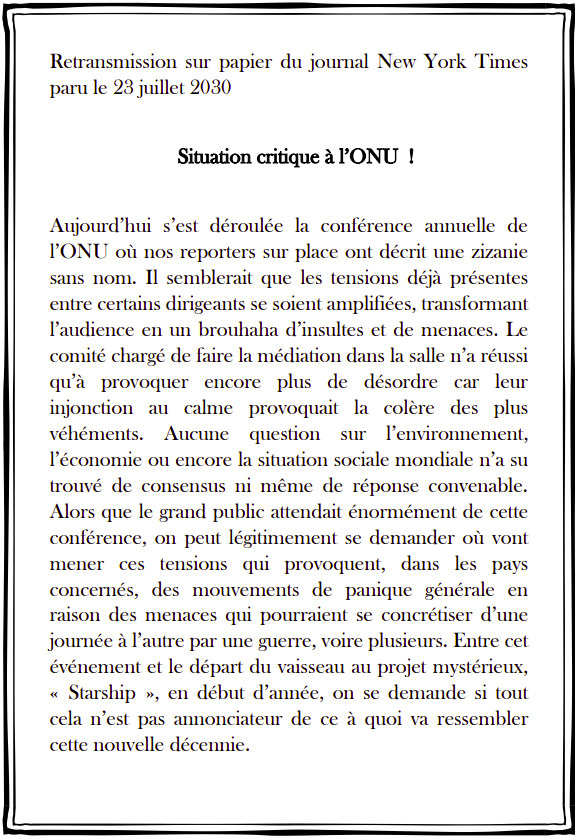 Retransmission sur papier du journal New York Times
paru le 23 juillet 2030
Situation critique à l’ONU !
Aujourd’hui s’est déroulée la conférence annuelle de
l’ONU où nos reporters sur place ont décrit une zizanie
sans nom. Il semblerait que les tensions déjà présentes
entre certains dirigeants se soient amplifiées, transformant
l’audience en un brouhaha d’insultes et de menaces. Le
comité chargé de faire la médiation dans la salle n’a réussi
qu’à provoquer encore plus de désordre car leur
injonction au calme provoquait la colère des plus
véhéments. Aucune question sur l’environnement,
l’économie ou encore la situation sociale mondiale n’a su
trouvé de consensus ni même de réponse convenable.
Alors que le grand public attendait énormément de cette
conférence, on peut légitimement se demander où vont
mener ces tensions qui provoquent, dans les pays
concernés, des mouvements de panique générale en
raison des menaces qui pourraient se concrétiser d’une
journée à l’autre par une guerre, voire plusieurs. Entre cet
événement et le départ du vaisseau au projet mystérieux,
« Starship », en début d’année, on se demande si tout
cela n’est pas annonciateur de ce à quoi va ressembler
cette nouvelle décennie.